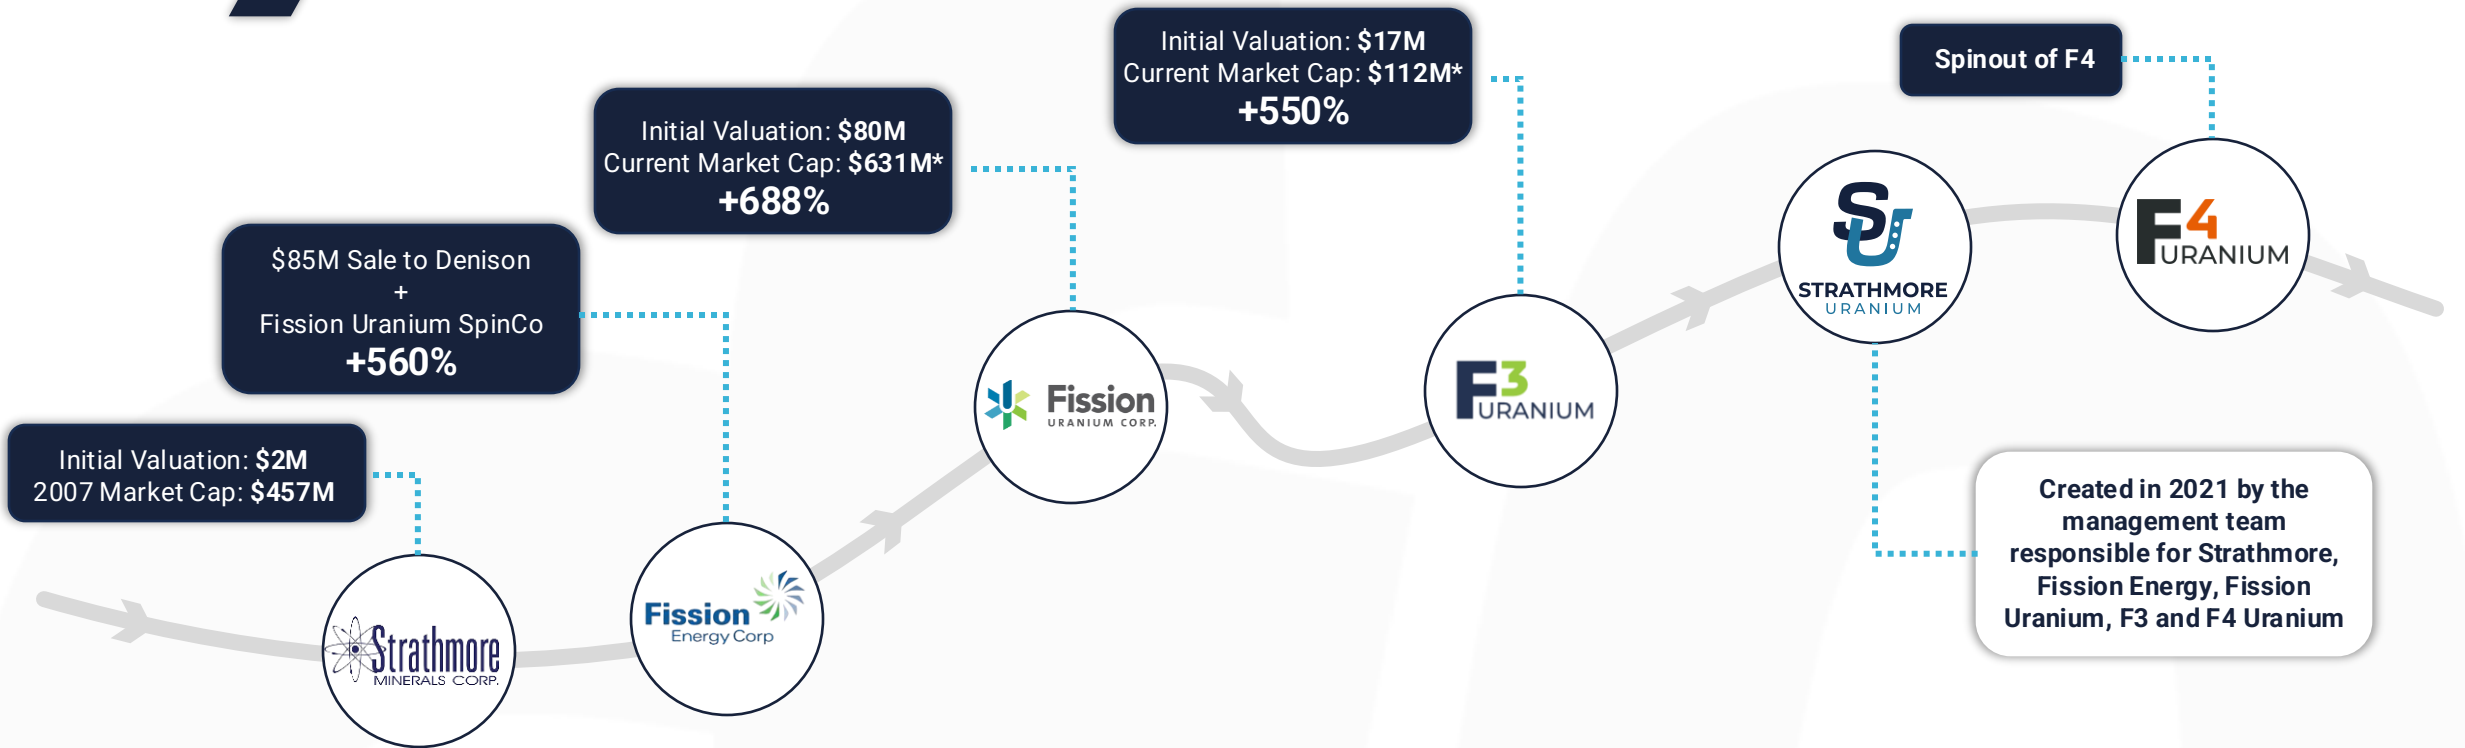 Initial Valuation: $2M
2007 Market Cap: $457M
Strathmore
MINERALS CORP.
$85M Sale to Denison
+
Fission Uranium SpinCo
+560%
Fission
Energy Corp
Initial Valuation: $80M
Current Market Cap: $631M*
+688%
Fission
URANIUM CORP.
Initial Valuation: $17M
Current Market Cap: $112M*
+550%
F3
URANIUM
SU
STRATHMORE
URANIUM
Created in 2021 by the
management team
responsible for Strathmore,
Fission Energy, Fission
Uranium, F3 and F4 Uranium
Spinout of F4
F4
URANIUM